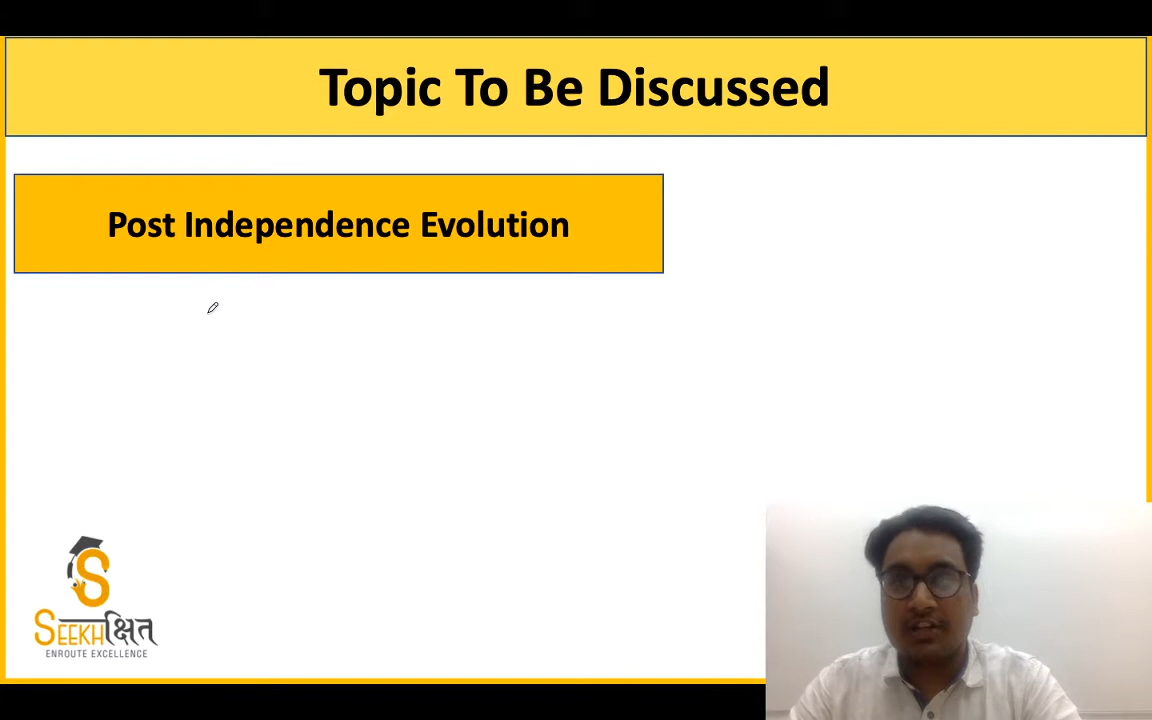 Topic To Be Discussed
Post Independence Evolution
SEEKHक्षित
ENROUTE EXCELLENCE